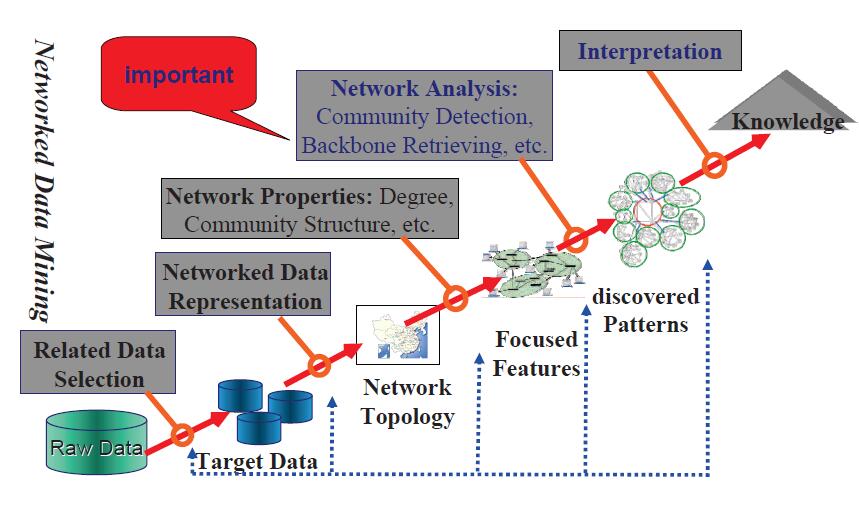 Networked Data Mining
important
Interpretation
Network Analysis:
Community Detection,
Backbone Retrieving, etc.
Knowledge
Network Properties: Degree,
Community Structure, etc.
Networked Data
Representation
discovered
Patterns
Related Data
Selection
Focused
Features
Network
Topology
Raw Data
Target Data